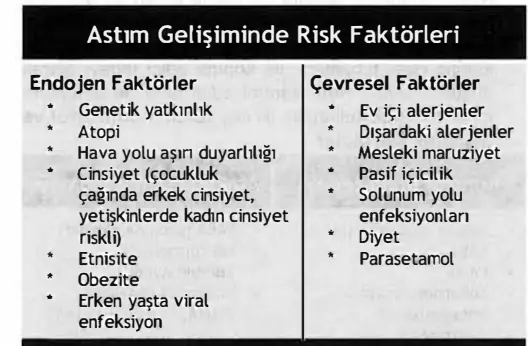 Astım Gelişiminde Risk Faktörleri
Endojen Faktörler
* Genetik yatkınlık
* Atopi
* Hava yolu aşırı duyarlılığı
* Cinsiyet (çocukluk
çağında erkek cinsiyet,
yetişkinlerde kadın cinsiyet
riskli)
* Etnisite
* Obezite
* Erken yaşta viral
enfeksiyon
Çevresel Faktörler
* Ev içi alerjenler
* Dışardaki alerjenler
Mesleki maruziyet
* Pasif içicilik
* Solunum yolu
enfeksiyonları
* Diyet
* Parasetamol